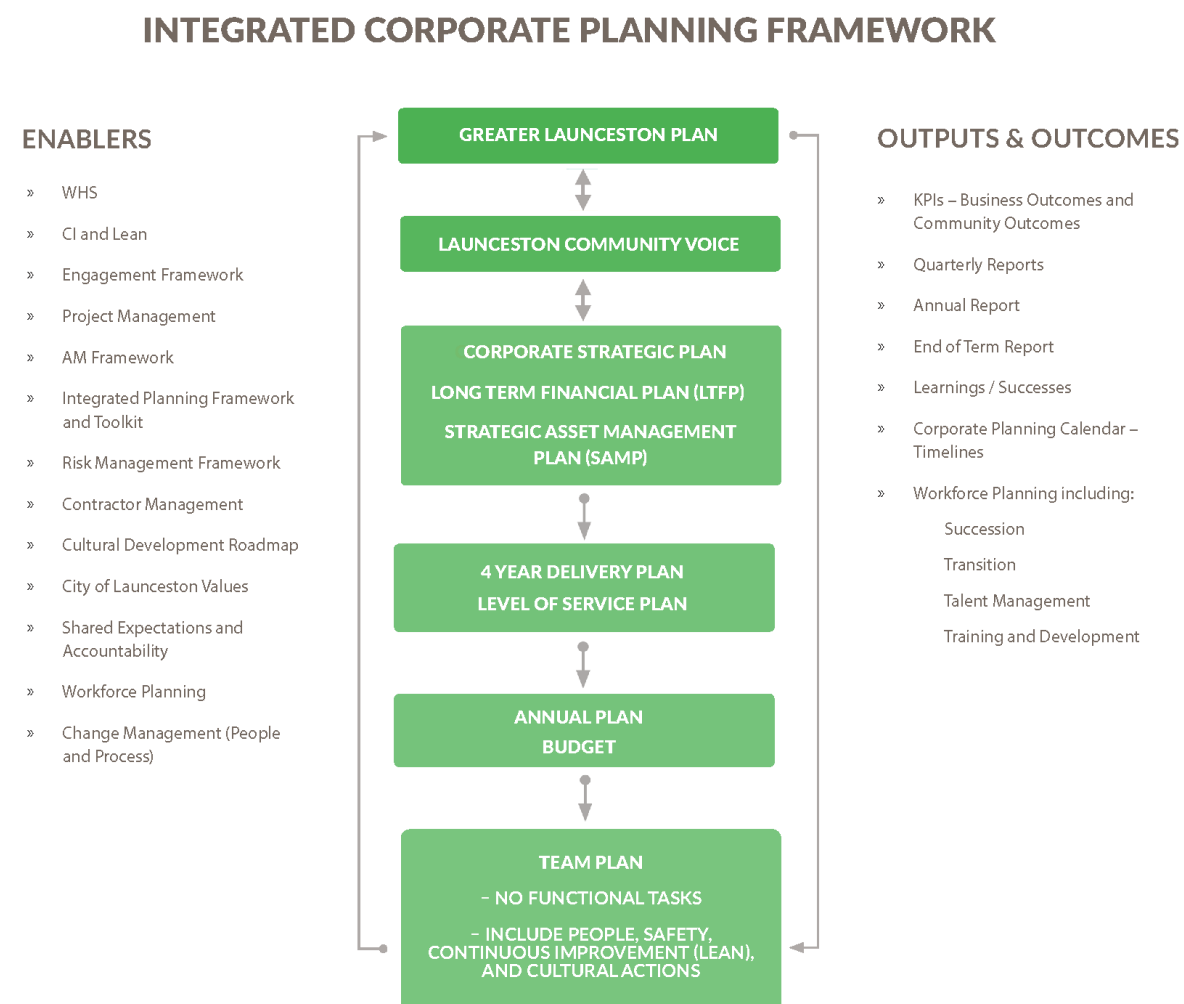 INTEGRATED CORPORATE PLANNING FRAMEWORK
ENABLERS
» WHS
» CI and Lean
» Engagement Framework
» Project Management
» AM Framework
» Integrated Planning Framework
and Toolkit
» Risk Management Framework
» Contractor Management
» Cultural Development Roadmap
» City of Launceston Values
» Shared Expectations and
Accountability
» Workforce Planning
» Change Management (People
and Process)
GREATER LAUNCESTON PLAN
LAUNCESTON COMMUNITY VOICE
CORPORATE STRATEGIC PLAN
LONG TERM FINANCIAL PLAN (LTFP)
STRATEGIC ASSET MANAGEMENT
PLAN (SAMP)
4 YEAR DELIVERY PLAN
LEVEL OF SERVICE PLAN
ANNUAL PLAN
BUDGET
TEAM PLAN
– NO FUNCTIONAL TASKS
– INCLUDE PEOPLE, SAFETY,
CONTINUOUS IMPROVEMENT (LEAN),
AND CULTURAL ACTIONS
OUTPUTS & OUTCOMES
» KPIs – Business Outcomes and
Community Outcomes
» Quarterly Reports
» Annual Report
» End of Term Report
» Learnings / Successes
» Corporate Planning Calendar –
Timelines
» Workforce Planning including:
Succession
Transition
Talent Management
Training and Development